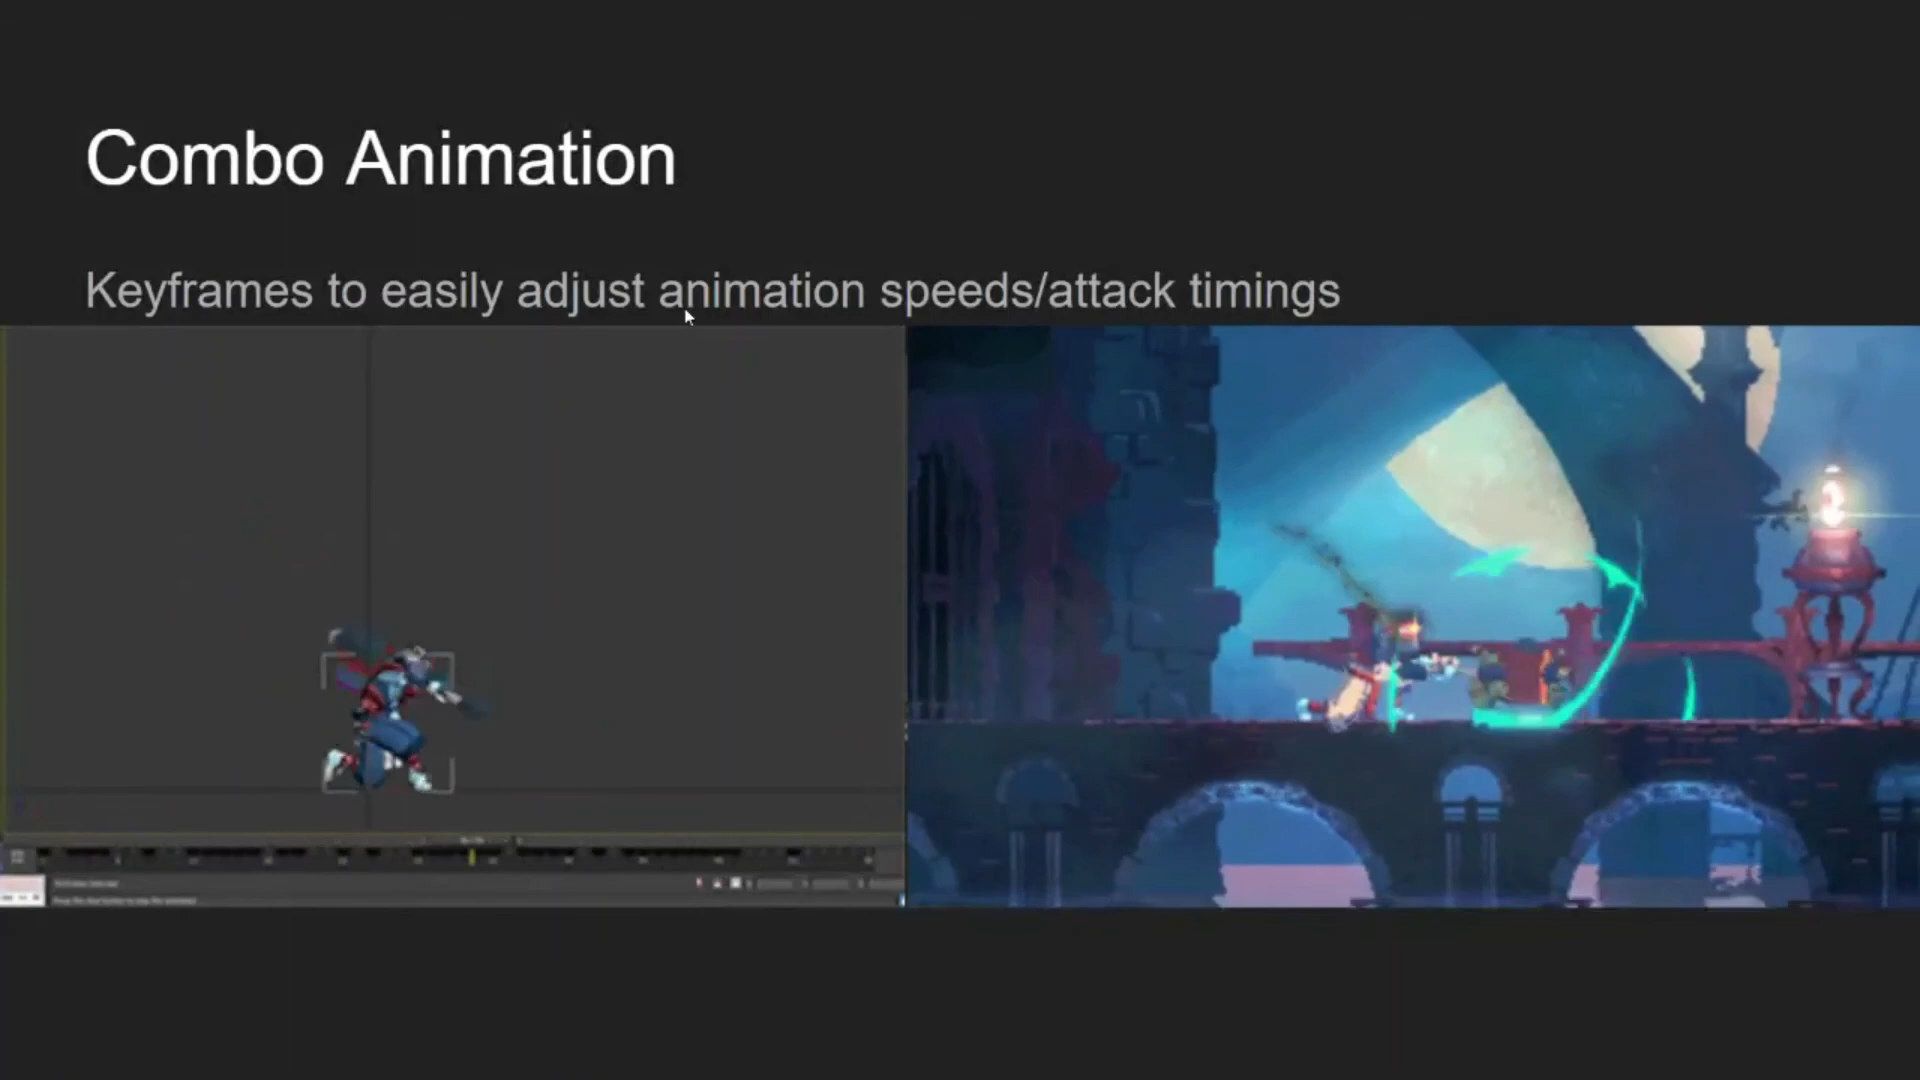 Combo Animation
Keyframes to easily adjust animation speeds/attack timings